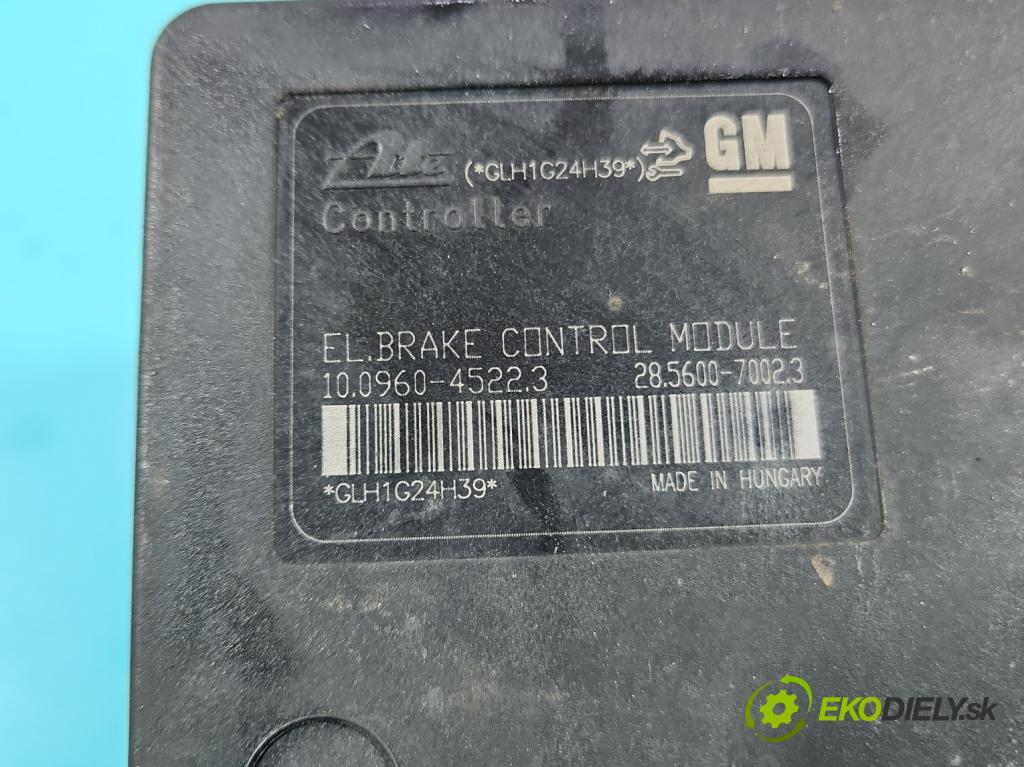 Ate (*GLH1G24H39*) GM
Controller
EL.BRAKE CONTROL MODULE
10.0960-4522.3 28.5600-7002.3
*GLH1G24H39* MADE IN HUNGARY
EKODIELY.sk